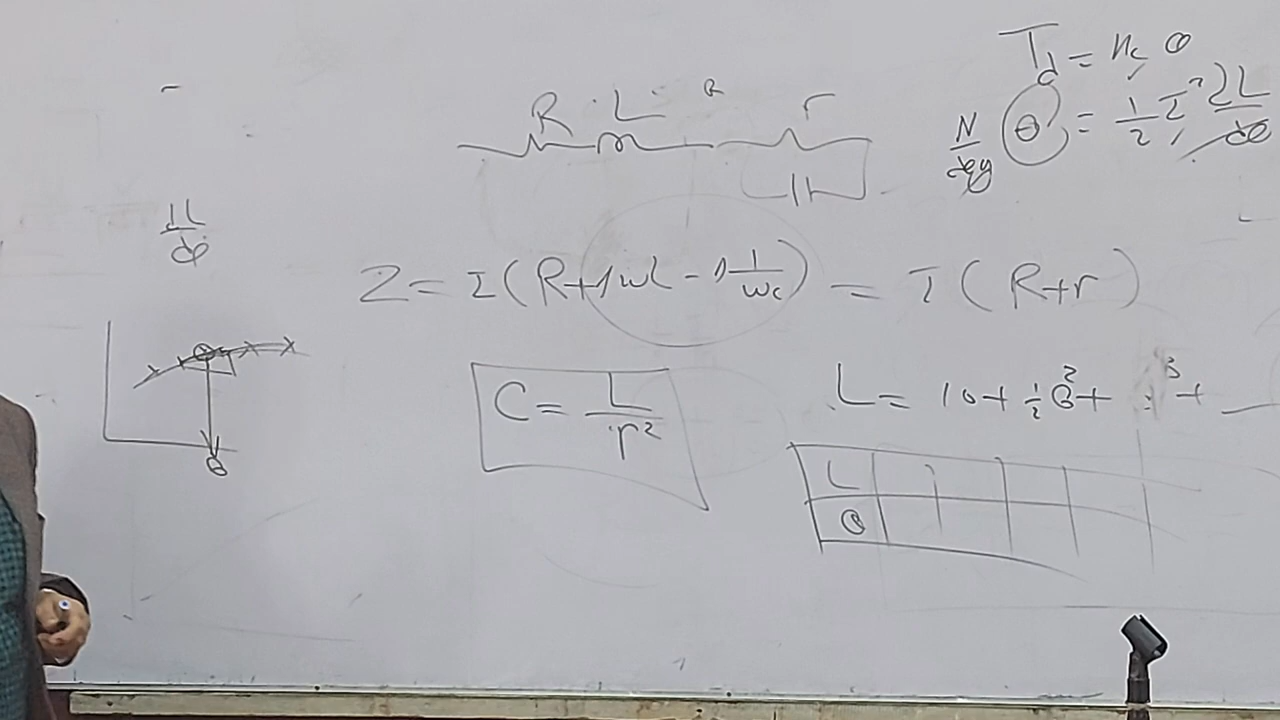 T_d = K_c θ
N/deg θ = 1/2 I² dL/dθ
R L r
dL/dθ
Z = I(R+jωL - j 1/ωc) = I(R+r)
θ
C = L/r²
L = 10 + 1/2 θ² +
L
θ